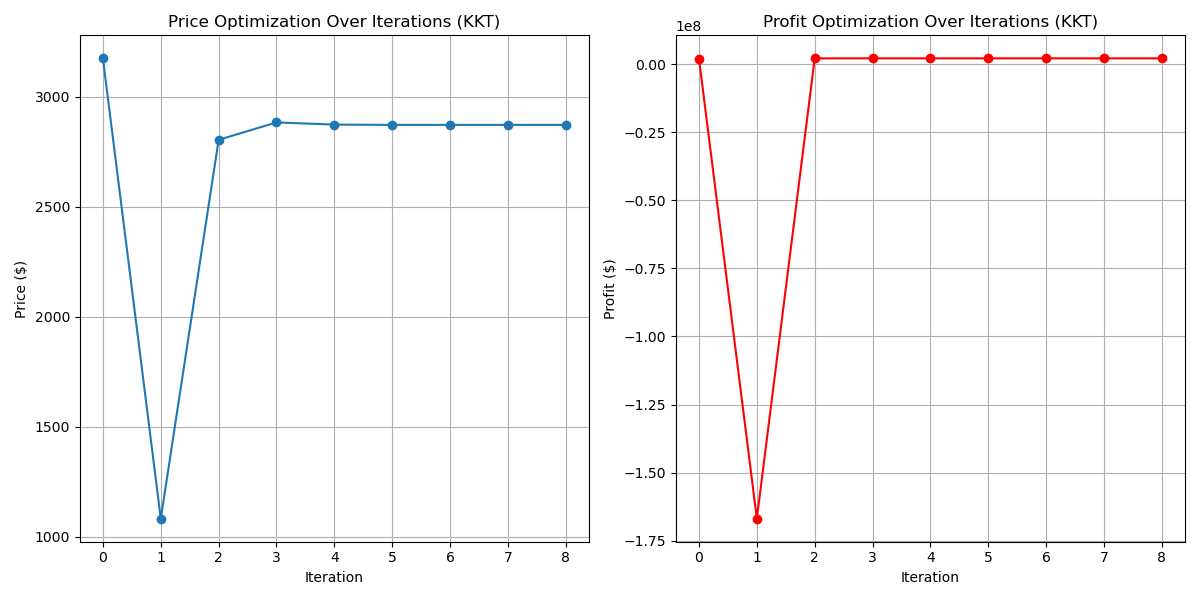 Price Optimization Over Iterations (KKT)
3000
2500
2000
1500
1000
Price ($)
0 1 2 3 4 5 6 7 8
Iteration
Profit Optimization Over Iterations (KKT)
1e8
0.00
−0.25
−0.50
−0.75
−1.00
−1.25
−1.50
−1.75
Profit ($)
0 1 2 3 4 5 6 7 8
Iteration